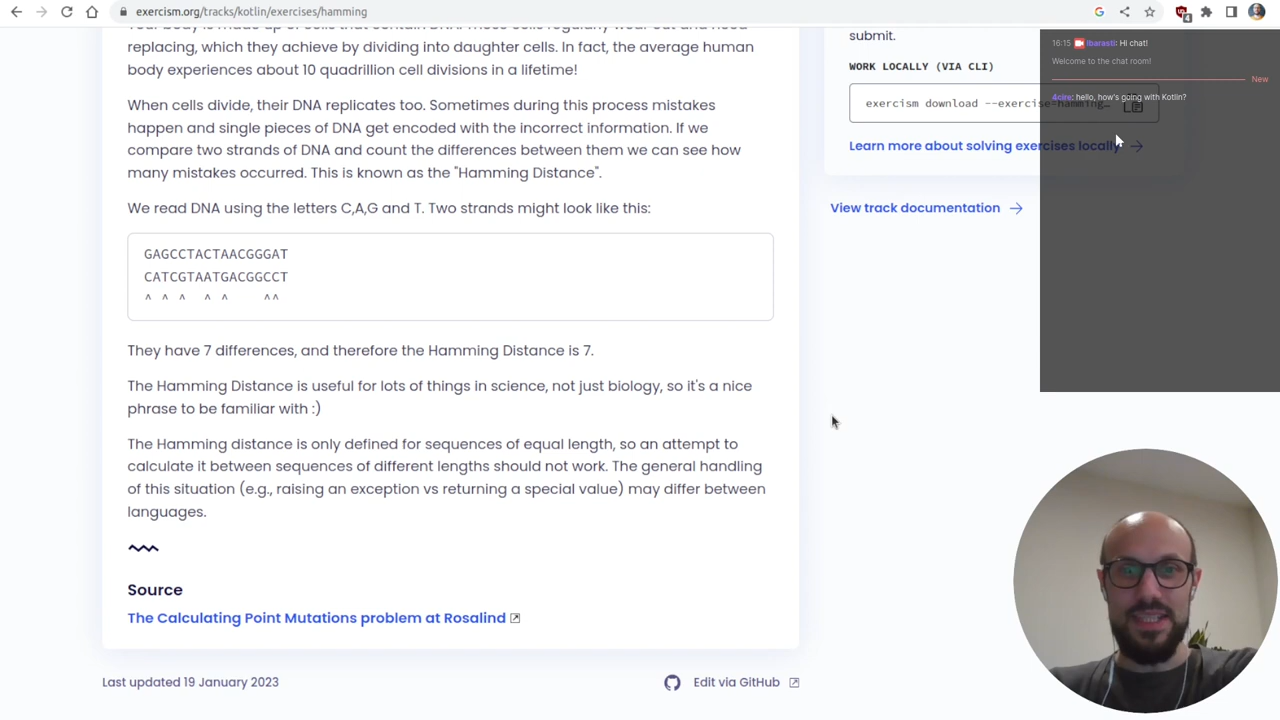 exercism.org/tracks/kotlin/exercises/hamming
4
replacing, which they achieve by dividing into daughter cells. In fact, the average human
body experiences about 10 quadrillion cell divisions in a lifetime!
When cells divide, their DNA replicates too. Sometimes during this process mistakes
happen and single pieces of DNA get encoded with the incorrect information. If we
compare two strands of DNA and count the differences between them we can see how
many mistakes occurred. This is known as the "Hamming Distance".
We read DNA using the letters C,A,G and T. Two strands might look like this:
GAGCCTACTAACGGGAT
CATCGTAATGACGGCCT
^ ^ ^  ^ ^    ^^
They have 7 differences, and therefore the Hamming Distance is 7.
The Hamming Distance is useful for lots of things in science, not just biology, so it's a nice
phrase to be familiar with :)
The Hamming distance is only defined for sequences of equal length, so an attempt to
calculate it between sequences of different lengths should not work. The general handling
of this situation (e.g., raising an exception vs returning a special value) may differ between
languages.
Source
The Calculating Point Mutations problem at Rosalind
Last updated 19 January 2023
Edit via GitHub
submit.
WORK LOCALLY (VIA CLI)
exercism download --exercise=hamming…
Learn more about solving exercises locally
View track documentation
16:15 lbarasti: Hi chat!
Welcome to the chat room!
New
hello, how's going with Kotlin?